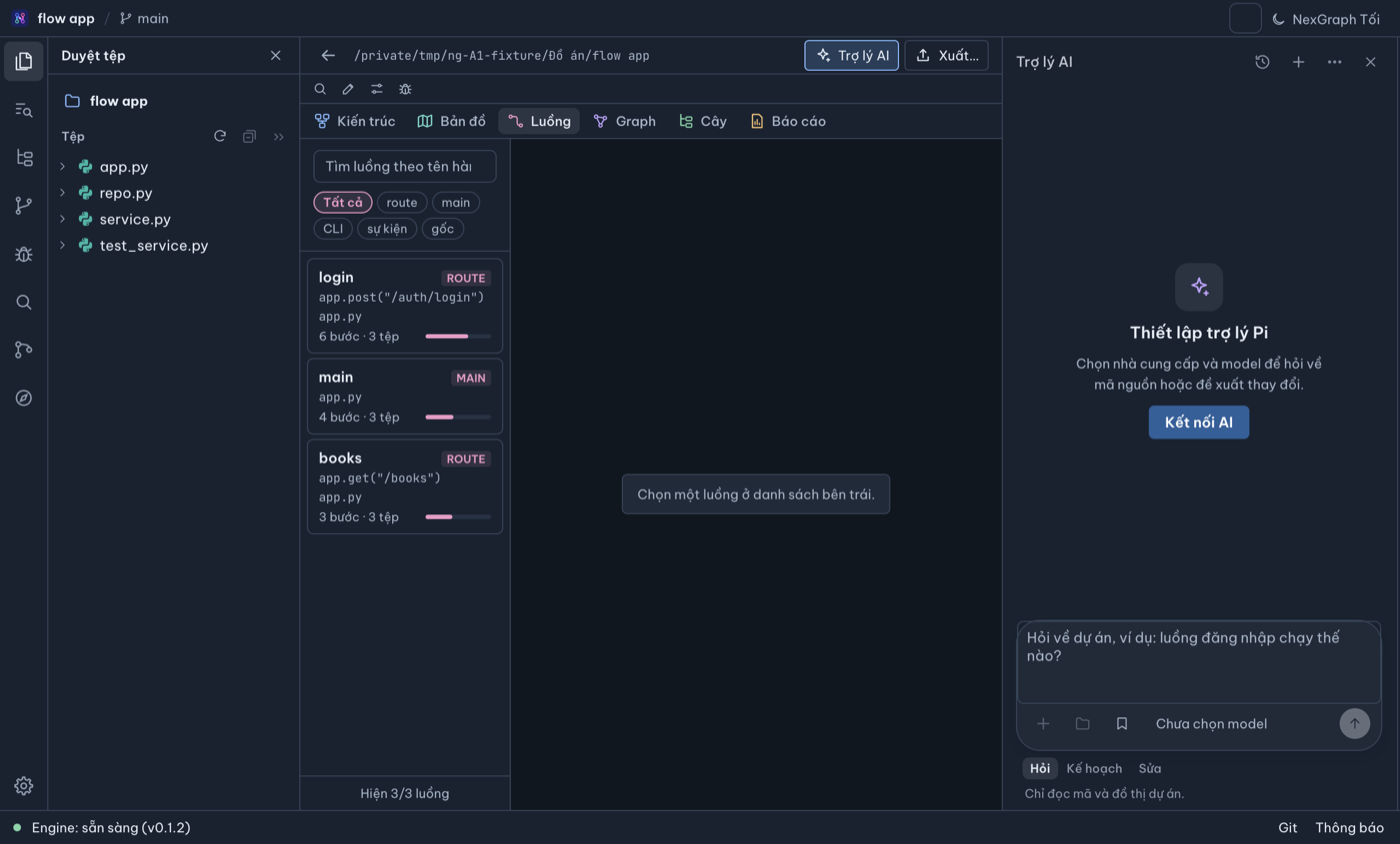 flow app / main
NexGraph Tối
Duyệt tệp
flow app
Tệp
app.py
repo.py
service.py
test_service.py
/private/tmp/ng-A1-fixture/Đồ án/flow app
Trợ lý AI
Xuất...
Kiến trúc
Bản đồ
Luồng
Graph
Cây
Báo cáo
Tìm luồng theo tên hàı
Tất cả
route
main
CLI
sự kiện
gốc
login
ROUTE
app.post("/auth/login")
app.py
6 bước · 3 tệp
main
MAIN
app.py
4 bước · 3 tệp
books
ROUTE
app.get("/books")
app.py
3 bước · 3 tệp
Hiện 3/3 luồng
Chọn một luồng ở danh sách bên trái.
Trợ lý AI
Thiết lập trợ lý Pi
Chọn nhà cung cấp và model để hỏi về
mã nguồn hoặc đề xuất thay đổi.
Kết nối AI
Hỏi về dự án, ví dụ: luồng đăng nhập chạy thế
nào?
Chưa chọn model
Hỏi
Kế hoạch
Sửa
Chỉ đọc mã và đồ thị dự án.
Engine: sẵn sàng (v0.1.2)
Git
Thông báo